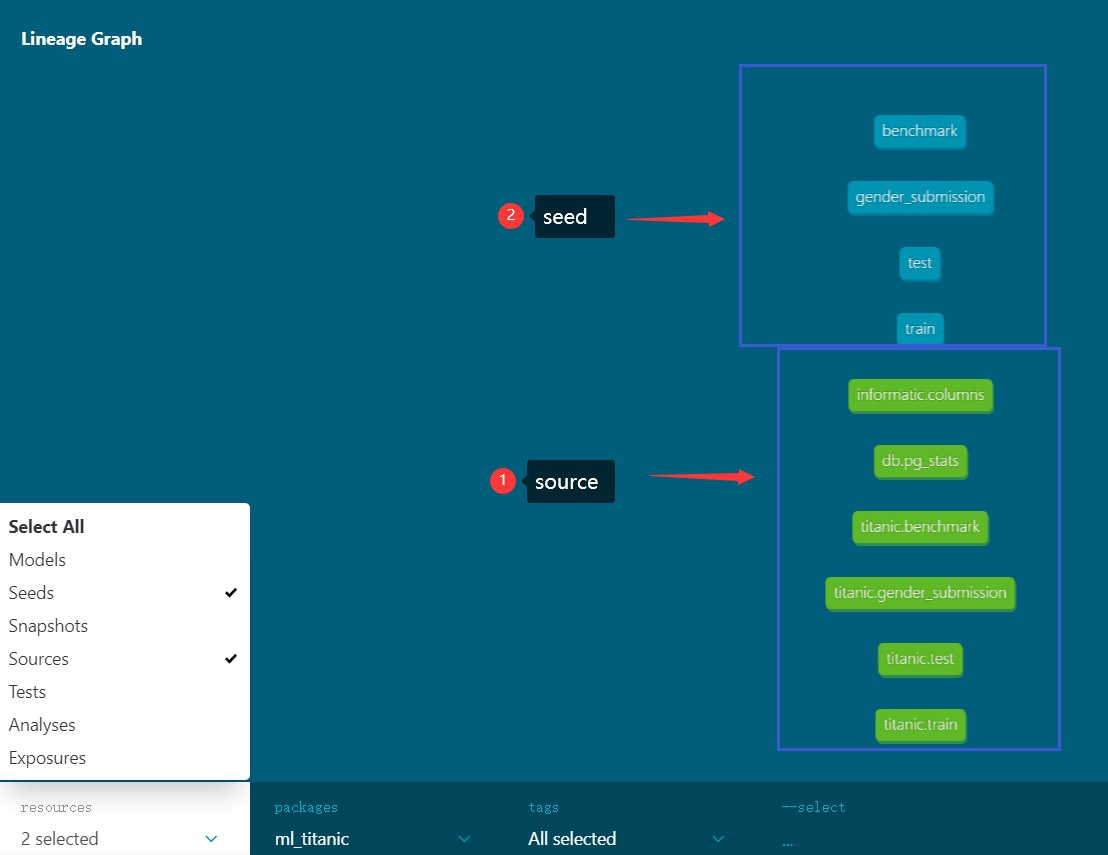 Lineage Graph
benchmark
gender_submission
2 seed
test
train
informatic.columns
db.pg_stats
1 source
titanic.benchmark
titanic.gender_submission
titanic.test
titanic.train
Select All
Models
Seeds
Snapshots
Sources
Tests
Analyses
Exposures
resources
2 selected
packages
ml_titanic
tags
All selected
--select
...